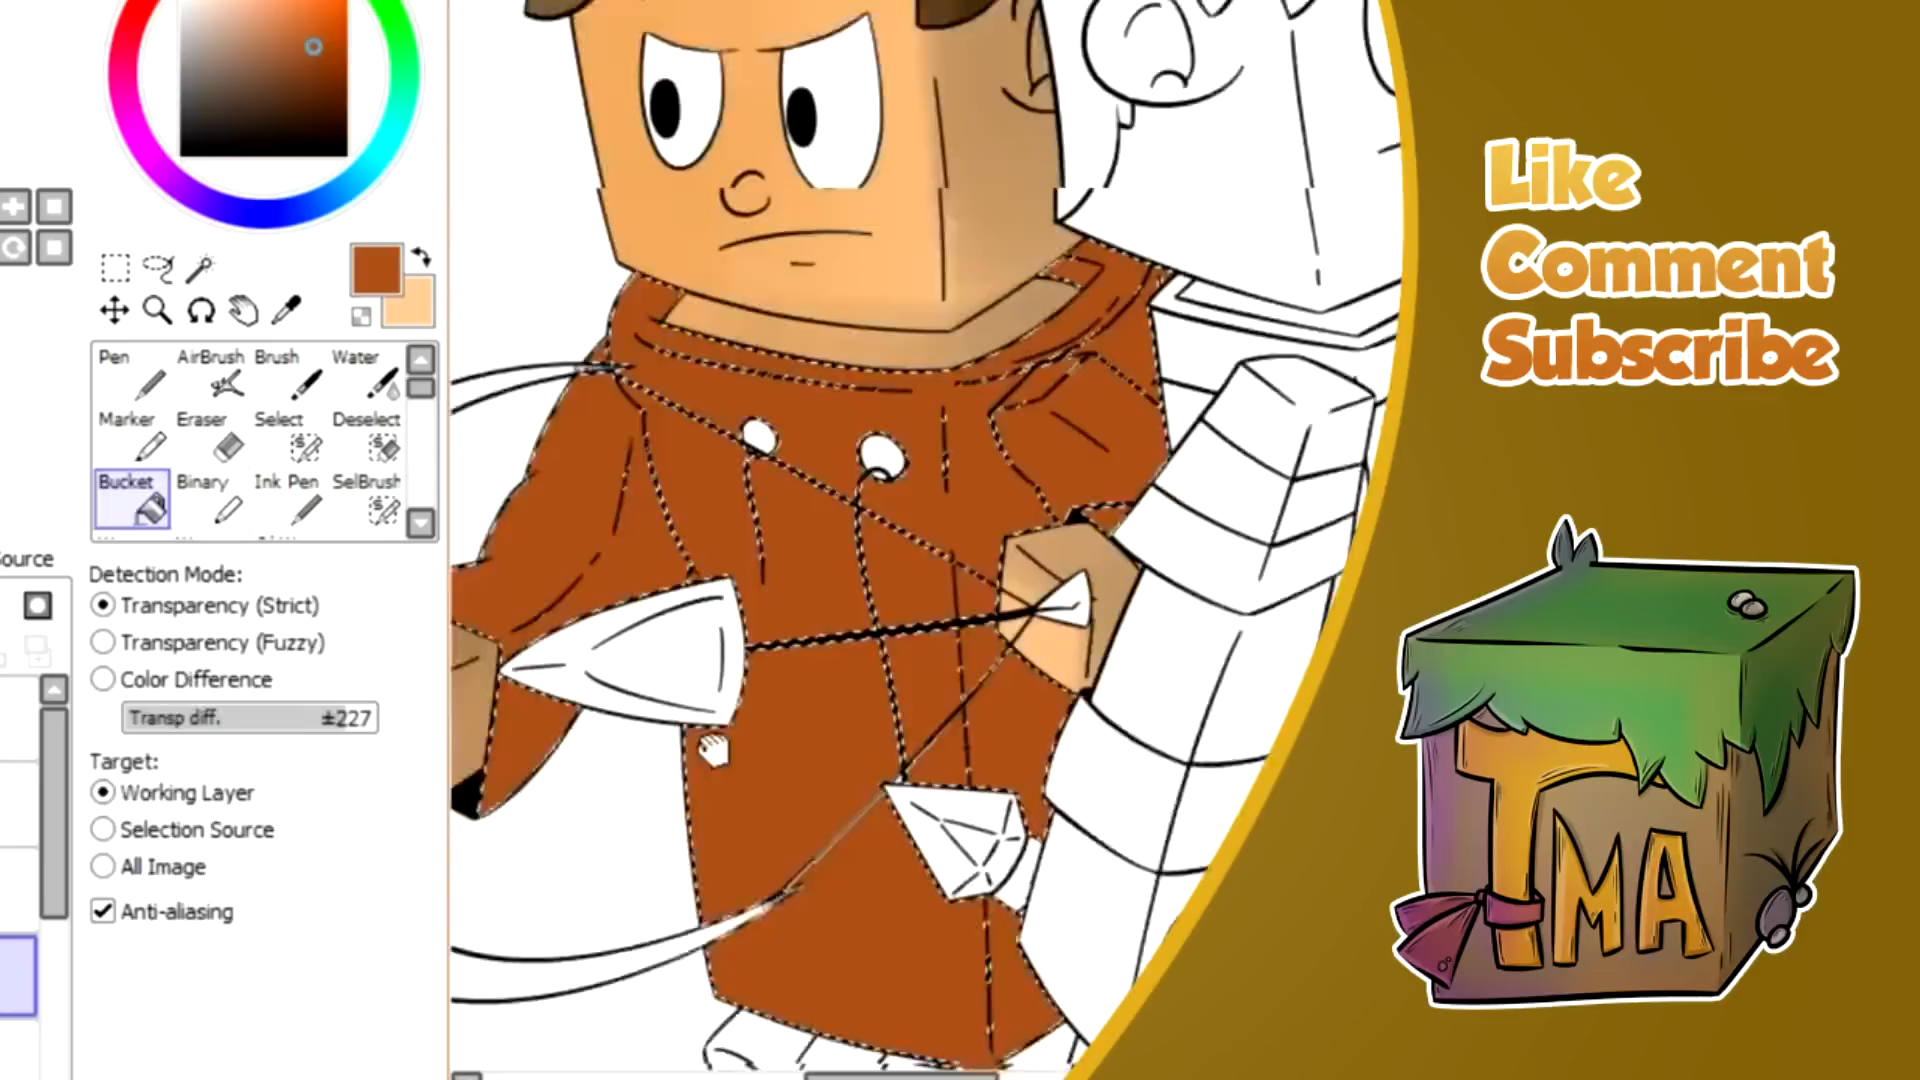 Pen AirBrush Brush Water
Marker Eraser Select Deselect
Bucket Binary Ink Pen SelBrush
Detection Mode:
Transparency (Strict)
Transparency (Fuzzy)
Color Difference
Transp diff. ±227
Target:
Working Layer
Selection Source
All Image
Anti-aliasing
Like
Comment
Subscribe
TMA